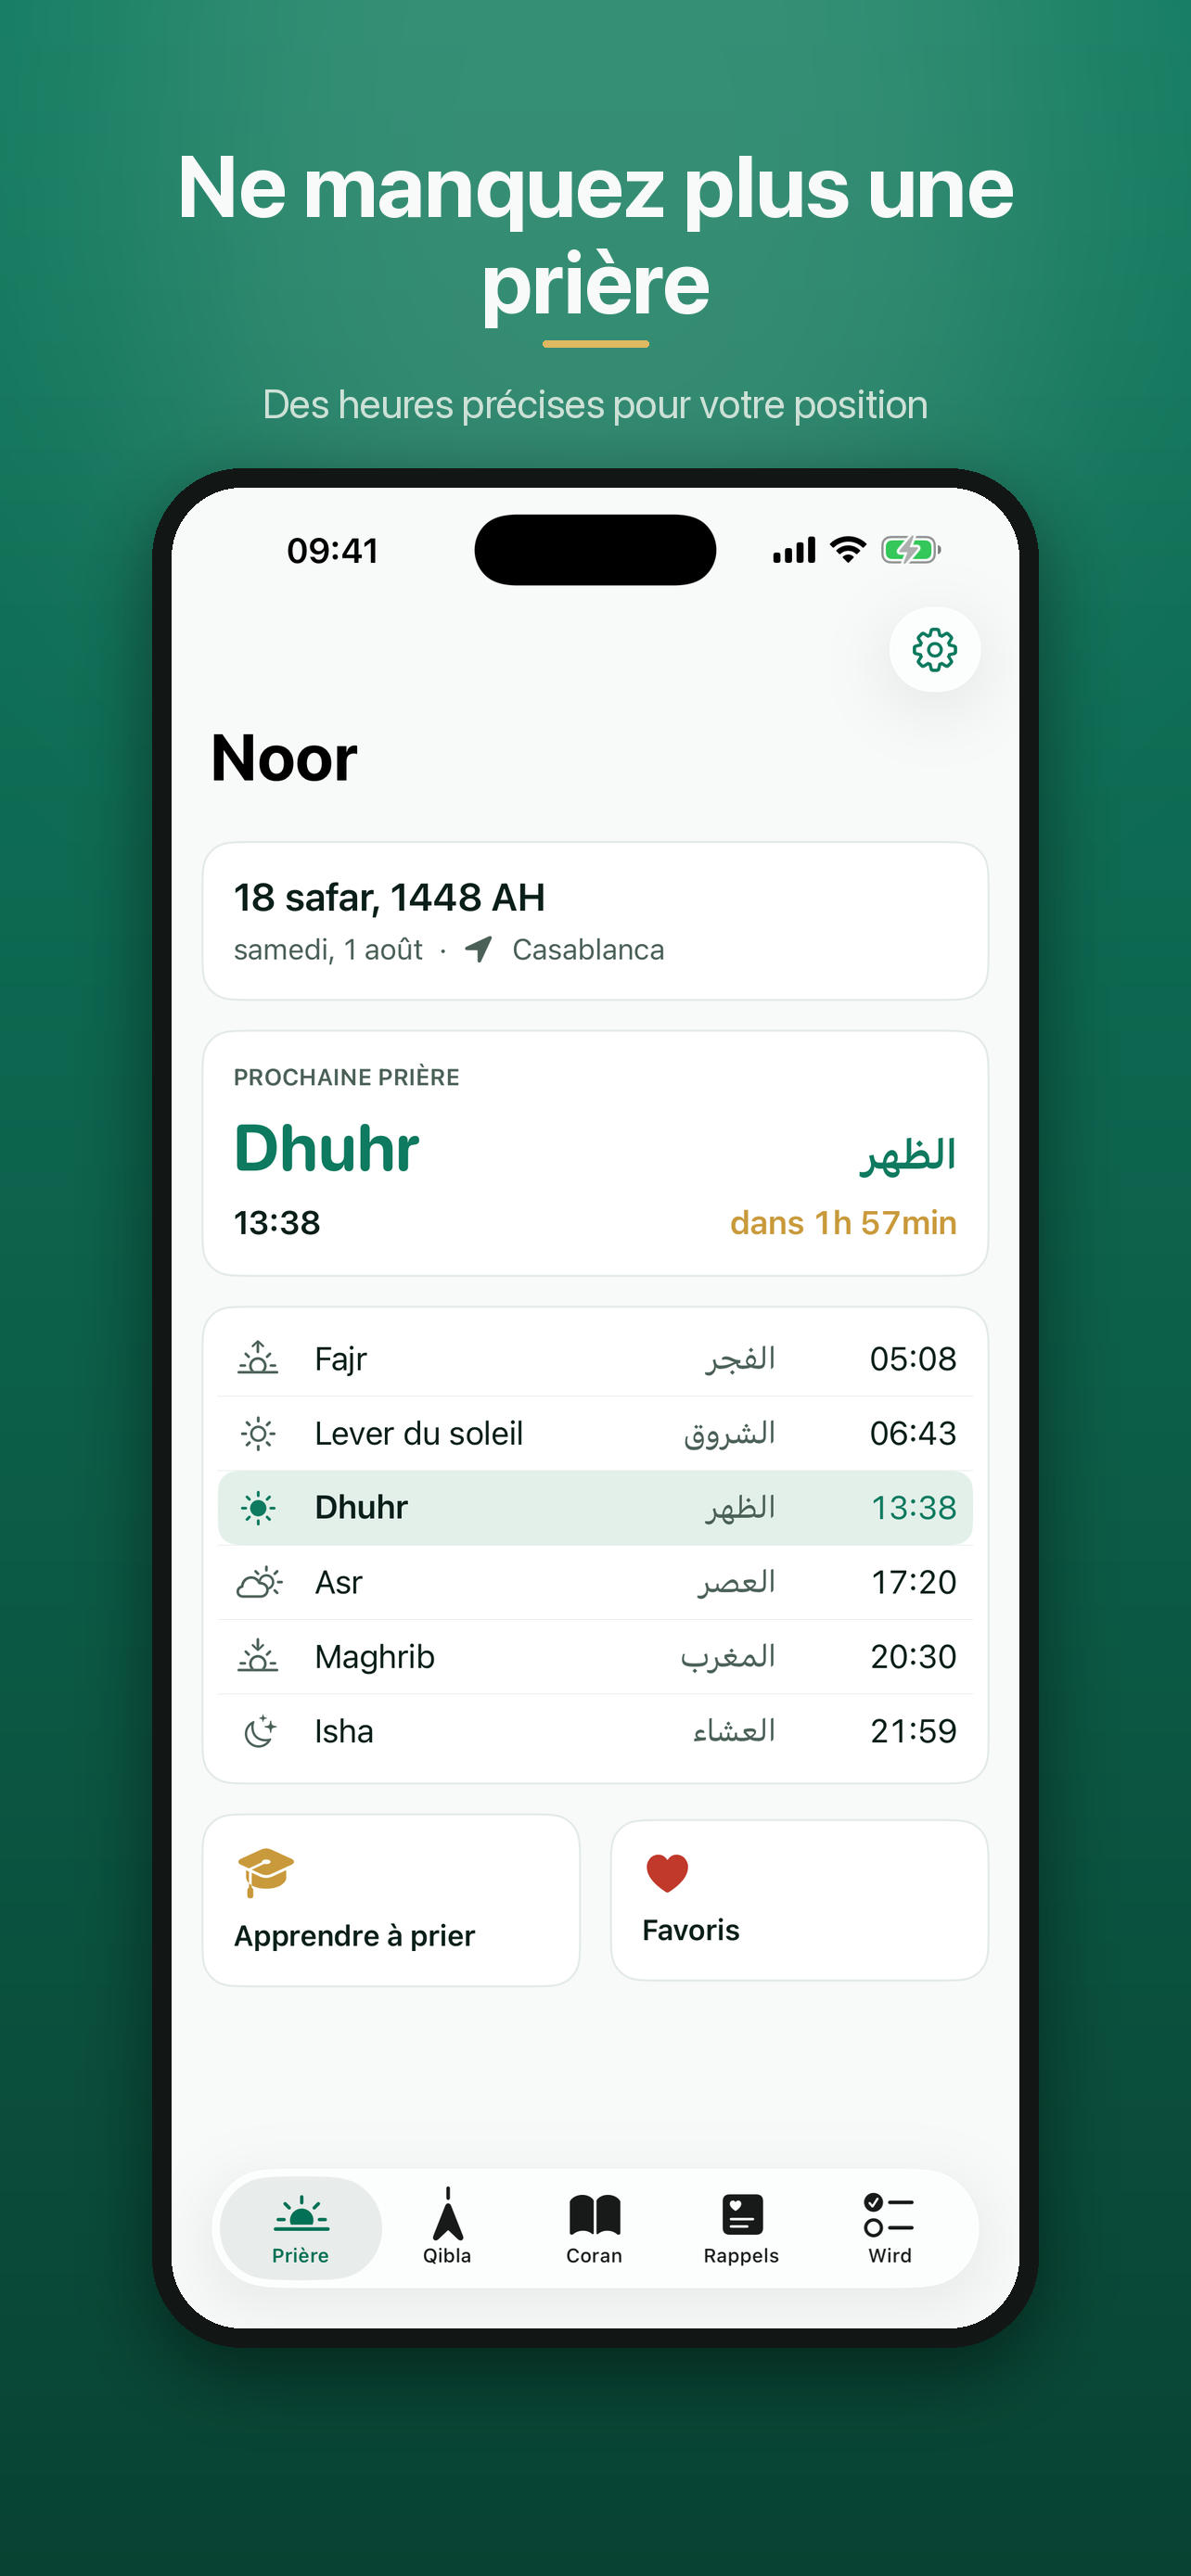 Ne manquez plus une
prière
Des heures précises pour votre position
09:41
Noor
18 safar, 1448 AH
samedi, 1 août · Casablanca
PROCHAINE PRIÈRE
Dhuhr الظهر
13:38 dans 1h 57min
Fajr الفجر 05:08
Lever du soleil الشروق 06:43
Dhuhr الظهر 13:38
Asr العصر 17:20
Maghrib المغرب 20:30
Isha العشاء 21:59
Apprendre à prier
Favoris
Prière Qibla Coran Rappels Wird